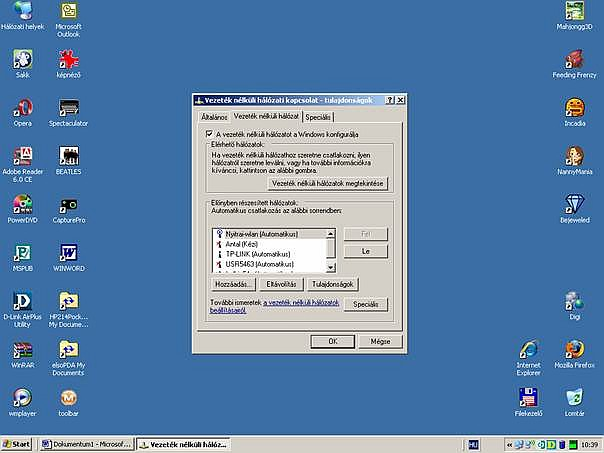 Hálózati helyek
Microsoft Outlook
Mahjongg3D
Sakk
képnéző
Feeding Frenzy
Opera
Spectaculator
Incadia
Adobe Reader 6.0 CE
BEATLES
NannyMania
PowerDVD
CapturePro
Bejeweled
MSPUB
WINWORD
D-Link AirPlus Utility
HP214Pock... My Docume...
Digi
WinRAR
elsoPDA My Documents
Internet Explorer
Mozilla Firefox
wmplayer
toolbar
Filekezelő
Lomtár
Vezeték nélküli hálózati kapcsolat - tulajdonságok
Általános
Vezeték nélküli hálózat
Speciális
A vezeték nélküli hálózatot a Windows konfigurálja
Elérhető hálózatok:
Ha vezeték nélküli hálózathoz szeretne csatlakozni, ilyen
hálózatról szeretne leválni, vagy ha további információkra
kíváncsi, kattintson az alábbi gombra.
Vezeték nélküli hálózatok megtekintése
Előnyben részesített hálózatok:
Automatikus csatlakozás az alábbi sorrendben:
Nyitrai-wlan (Automatikus)
Antal (Kézi)
TP-LINK (Automatikus)
USR5463 (Automatikus)
Fel
Le
Hozzáadás...
Eltávolítás
Tulajdonságok
További ismeretek a vezeték nélküli hálózatok
beállításáról.
Speciális
OK
Mégse
Start
Dokumentum1 - Microsof...
Vezeték nélküli hálóz...
HU
10:39